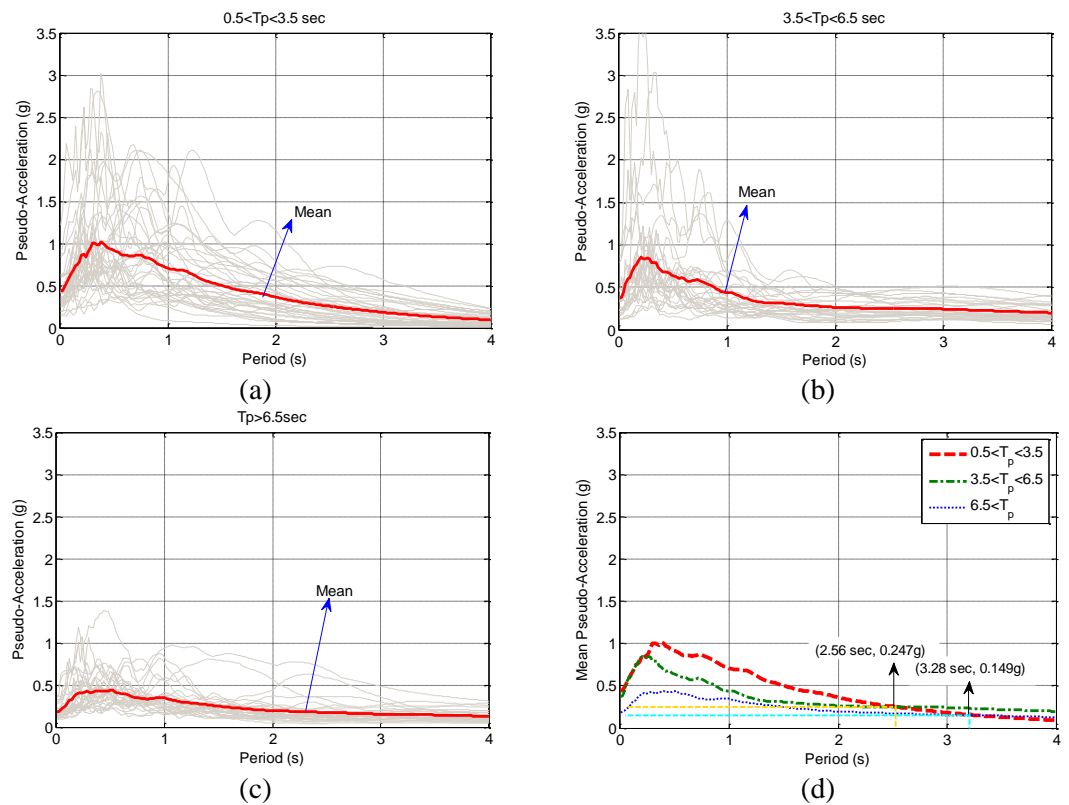 0.5<Tp<3.5 sec
3.5
3
2.5
2
1.5
1
0.5
0
Pseudo-Acceleration (g)
Mean
0 1 2 3 4
Period (s)
(a)
3.5<Tp<6.5 sec
3.5
3
2.5
2
1.5
1
0.5
0
Pseudo-Acceleration (g)
Mean
0 1 2 3 4
Period (s)
(b)
Tp>6.5sec
3.5
3
2.5
2
1.5
1
0.5
0
Pseudo-Acceleration (g)
Mean
0 1 2 3 4
Period (s)
(c)
3.5
3
2.5
2
1.5
1
0.5
0
Mean Pseudo-Acceleration (g)
0.5<Tp<3.5
3.5<Tp<6.5
6.5<Tp
(2.56 sec, 0.247g)
(3.28 sec, 0.149g)
0 1 2 3 4
Period (s)
(d)